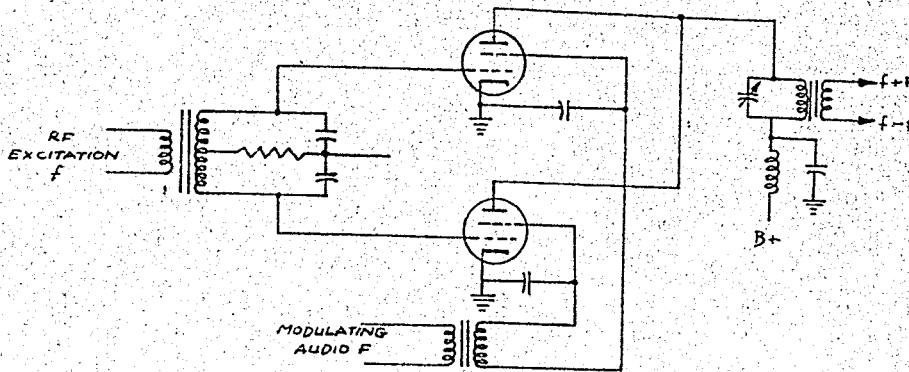 RF
EXCITATION
f
f+F
f-F
B+
MODULATING
AUDIO F